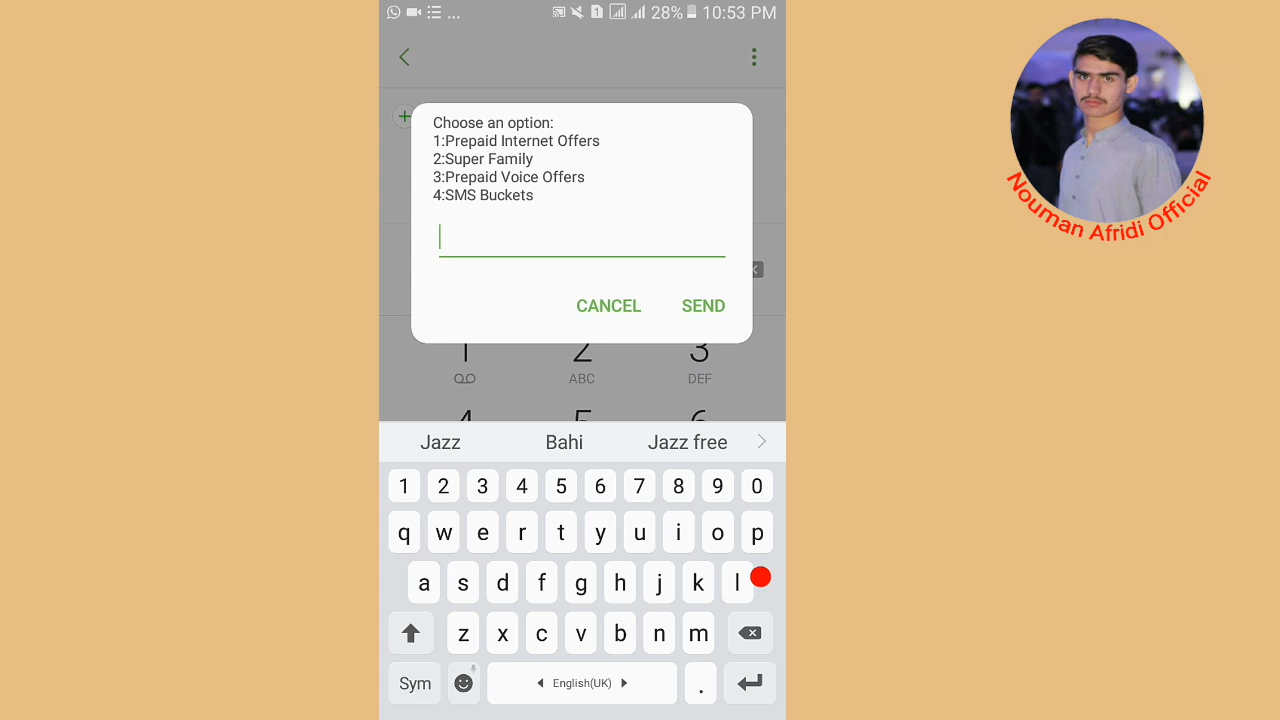 ... 1 28% 10:53 PM
Choose an option:
1:Prepaid Internet Offers
2:Super Family
3:Prepaid Voice Offers
4:SMS Buckets
CANCEL SEND
1 2 3
ABC DEF
4 5 6
Jazz Bahi Jazz free
1 2 3 4 5 6 7 8 9 0
q w e r t y u i o p
a s d f g h j k l
z x c v b n m
Sym English(UK) .
Nouman Afridi Official